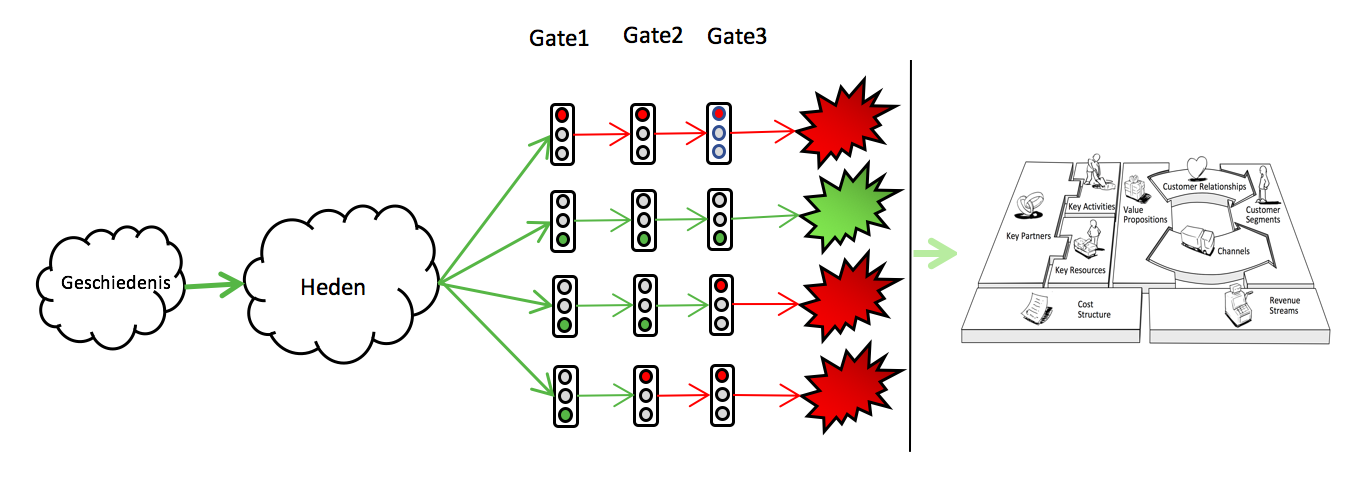 Gate1
Gate2
Gate3
Geschiedenis
Heden
Key Partners
Key Activities
Key Resources
Value
Propositions
Customer Relationships
Customer
Segments
Channels
Cost
Structure
Revenue
Streams